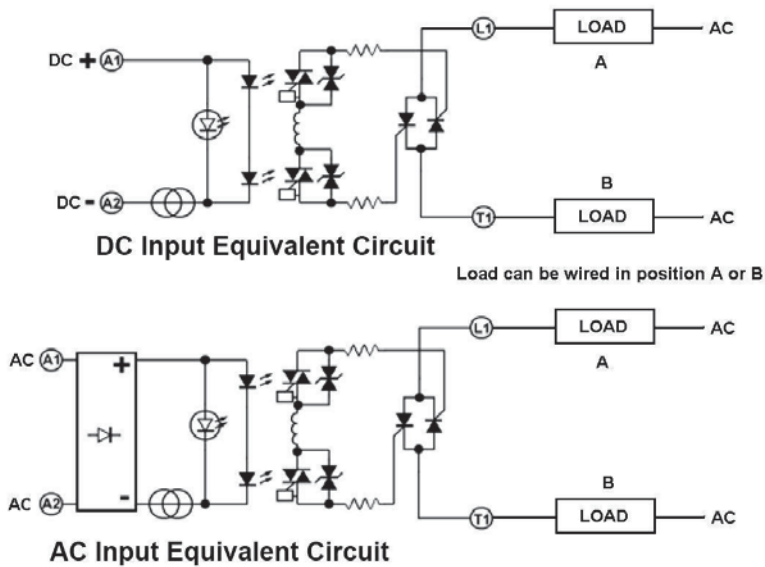 L1 LOAD AC
DC + A1
A
B
DC - A2
T1 LOAD AC
DC Input Equivalent Circuit
Load can be wired in position A or B
L1 LOAD AC
AC A1 +
A
B
AC A2 -
T1 LOAD AC
AC Input Equivalent Circuit